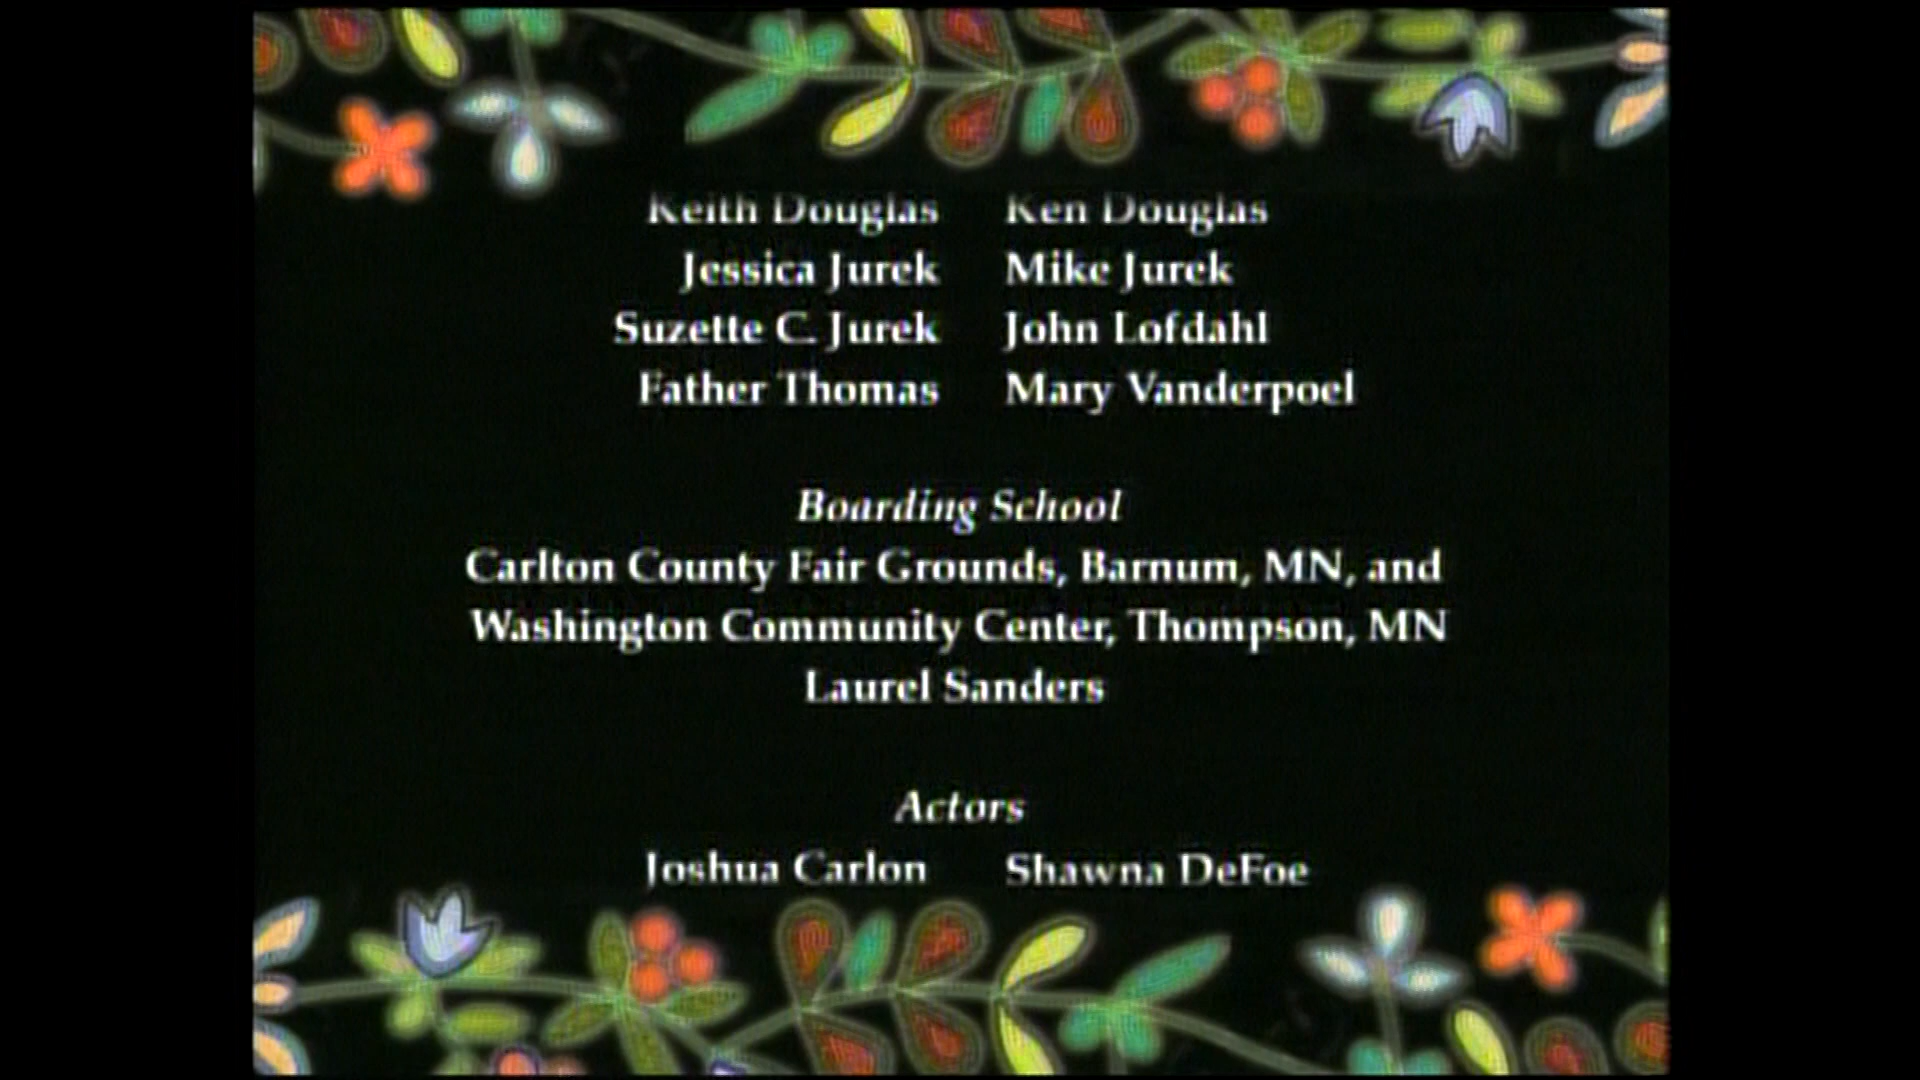 Keith Douglas Ken Douglas
Jessica Jurek Mike Jurek
Suzette C. Jurek John Lofdahl
Father Thomas Mary Vanderpoel
Boarding School
Carlton County Fair Grounds, Barnum, MN, and
Washington Community Center, Thompson, MN
Laurel Sanders
Actors
Joshua Carlon Shawna DeFoe